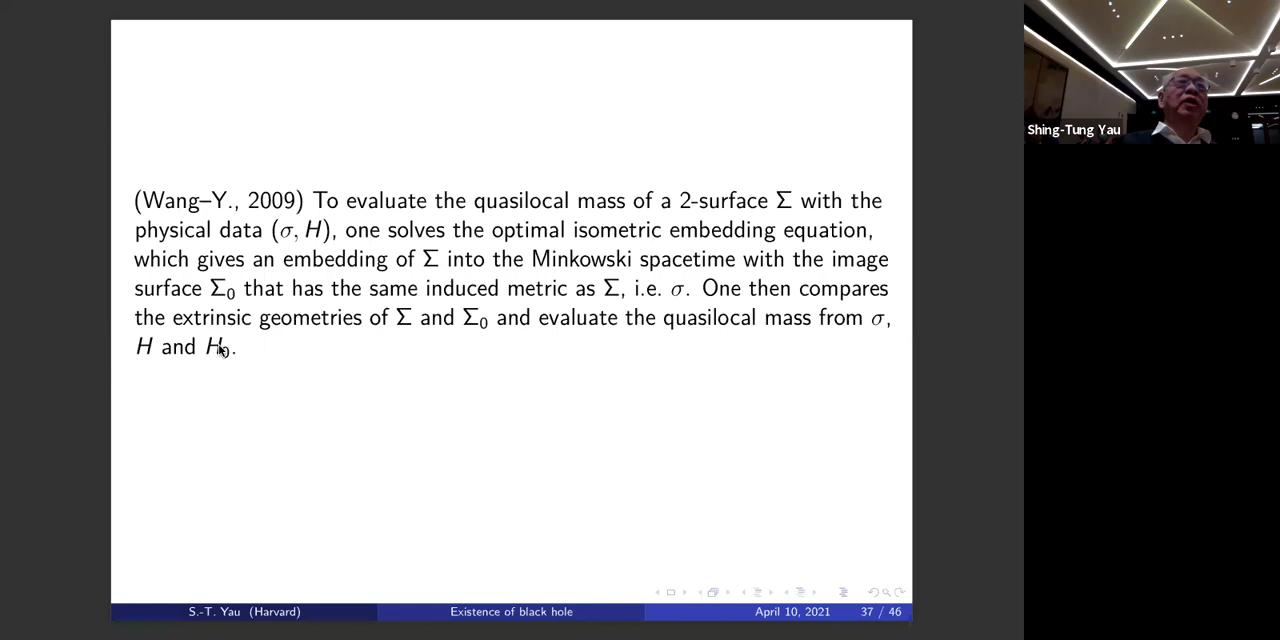 (Wang–Y., 2009) To evaluate the quasilocal mass of a 2-surface Σ with the
physical data (σ, H), one solves the optimal isometric embedding equation,
which gives an embedding of Σ into the Minkowski spacetime with the image
surface Σ₀ that has the same induced metric as Σ, i.e. σ. One then compares
the extrinsic geometries of Σ and Σ₀ and evaluate the quasilocal mass from σ,
H and H₀.
S.-T. Yau (Harvard) Existence of black hole April 10, 2021 37 / 46
Shing-Tung Yau